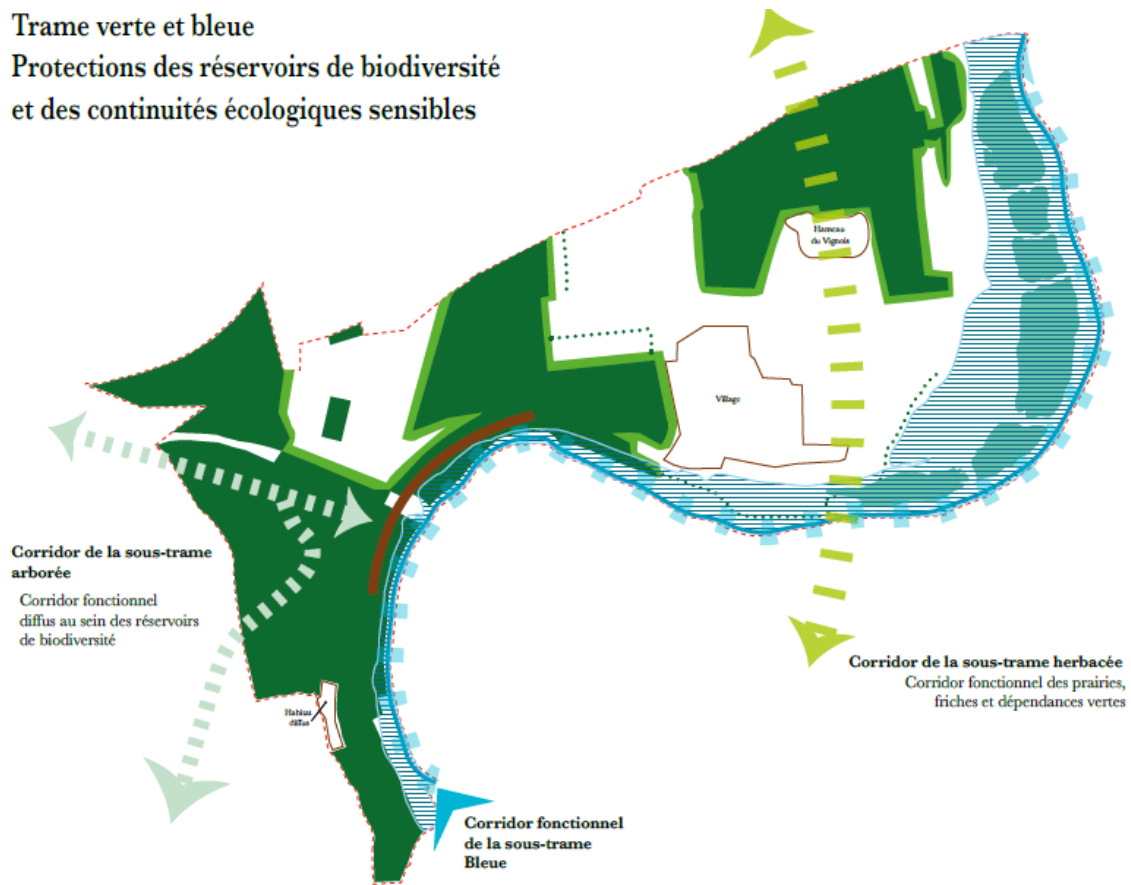 Trame verte et bleue
Protections des réservoirs de biodiversité
et des continuités écologiques sensibles
Hameau
du Vignois
Village
Corridor de la sous-trame
arborée
Corridor fonctionnel
diffus au sein des réservoirs
de biodiversité
Habitat
diffus
Corridor de la sous-trame herbacée
Corridor fonctionnel des prairies,
friches et dépendances vertes
Corridor fonctionnel
de la sous-trame
Bleue